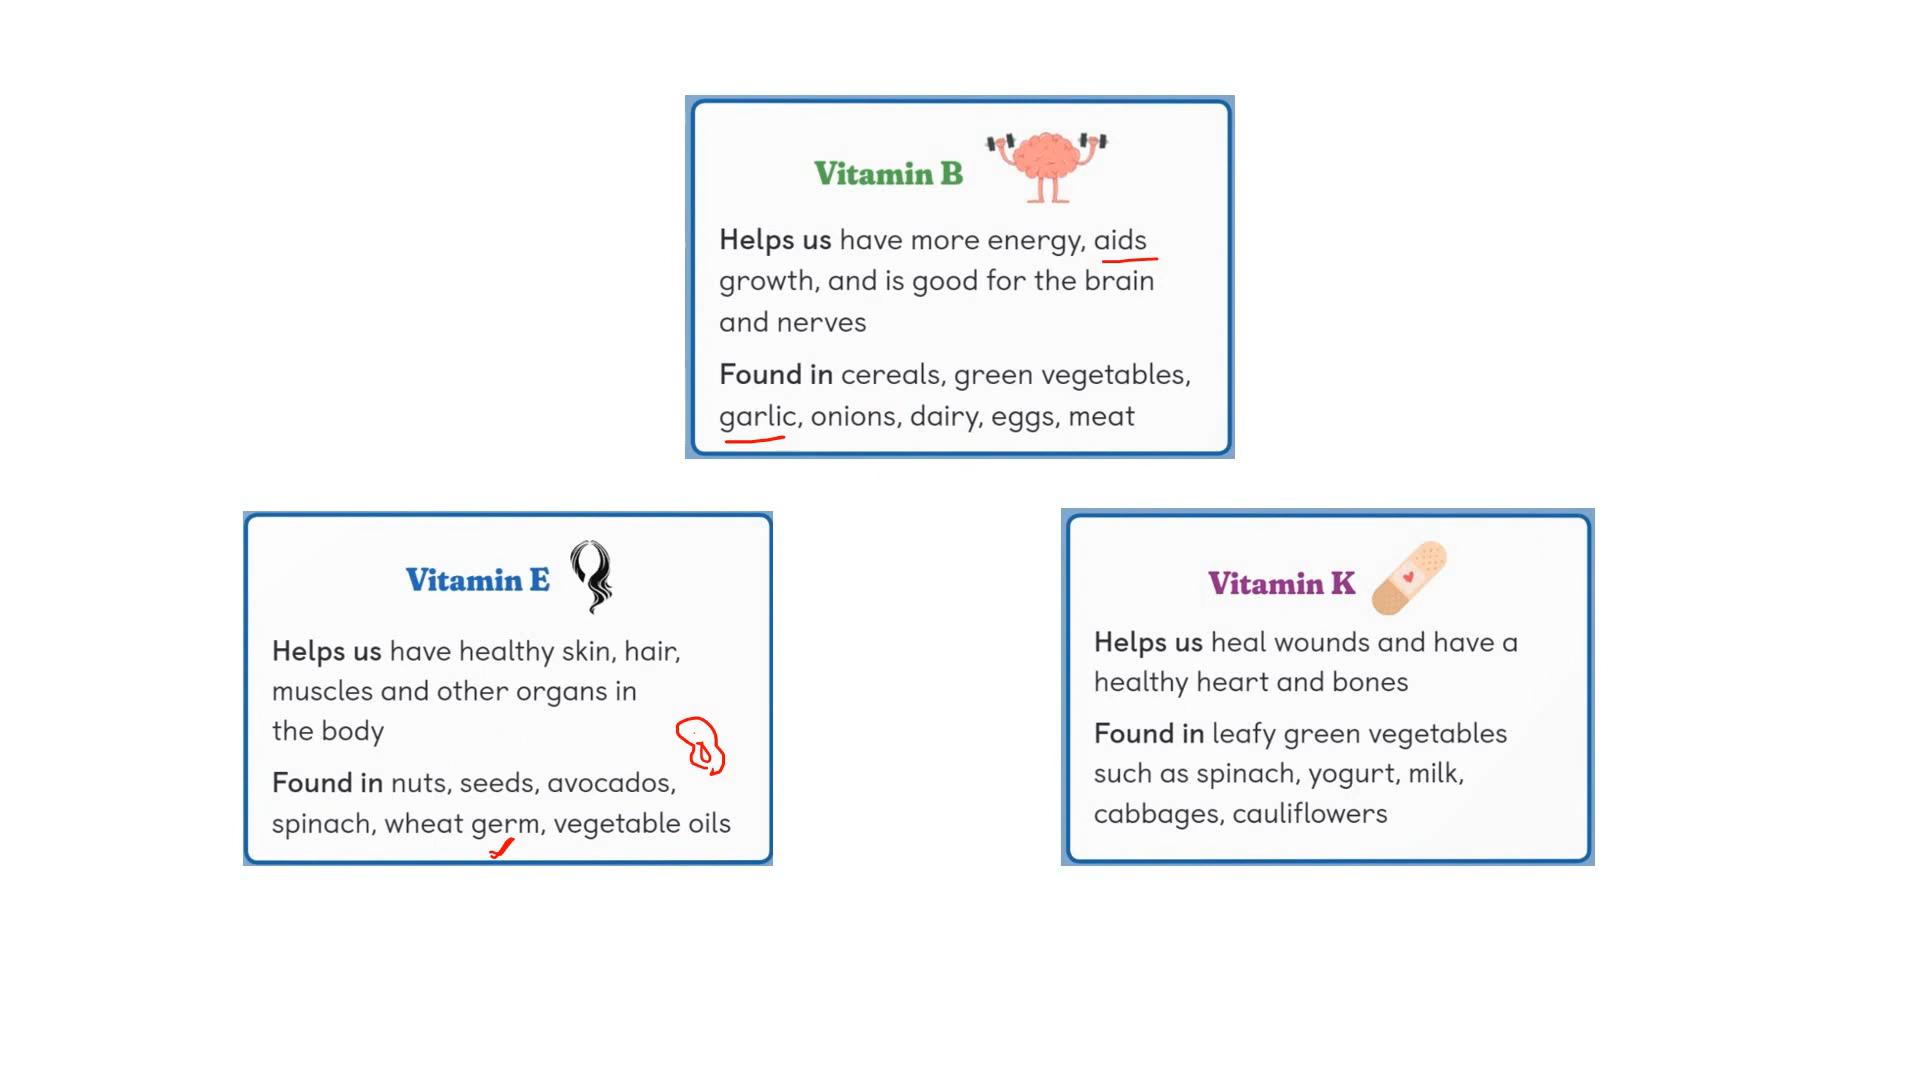 Vitamin B
Helps us have more energy, aids
growth, and is good for the brain
and nerves
Found in cereals, green vegetables,
garlic, onions, dairy, eggs, meat
Vitamin E
Helps us have healthy skin, hair,
muscles and other organs in
the body
Found in nuts, seeds, avocados,
spinach, wheat germ, vegetable oils
Vitamin K
Helps us heal wounds and have a
healthy heart and bones
Found in leafy green vegetables
such as spinach, yogurt, milk,
cabbages, cauliflowers